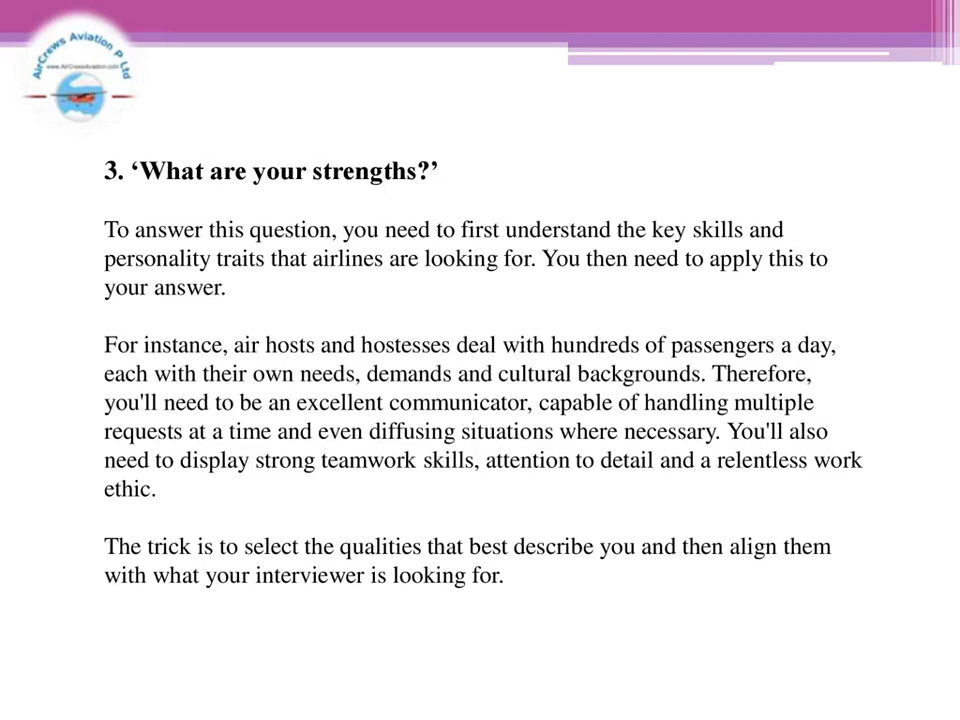 AirCrews Aviation P Ltd
www.AirCrewsAviation.com
3. ‘What are your strengths?’
To answer this question, you need to first understand the key skills and
personality traits that airlines are looking for. You then need to apply this to
your answer.
For instance, air hosts and hostesses deal with hundreds of passengers a day,
each with their own needs, demands and cultural backgrounds. Therefore,
you'll need to be an excellent communicator, capable of handling multiple
requests at a time and even diffusing situations where necessary. You'll also
need to display strong teamwork skills, attention to detail and a relentless work
ethic.
The trick is to select the qualities that best describe you and then align them
with what your interviewer is looking for.